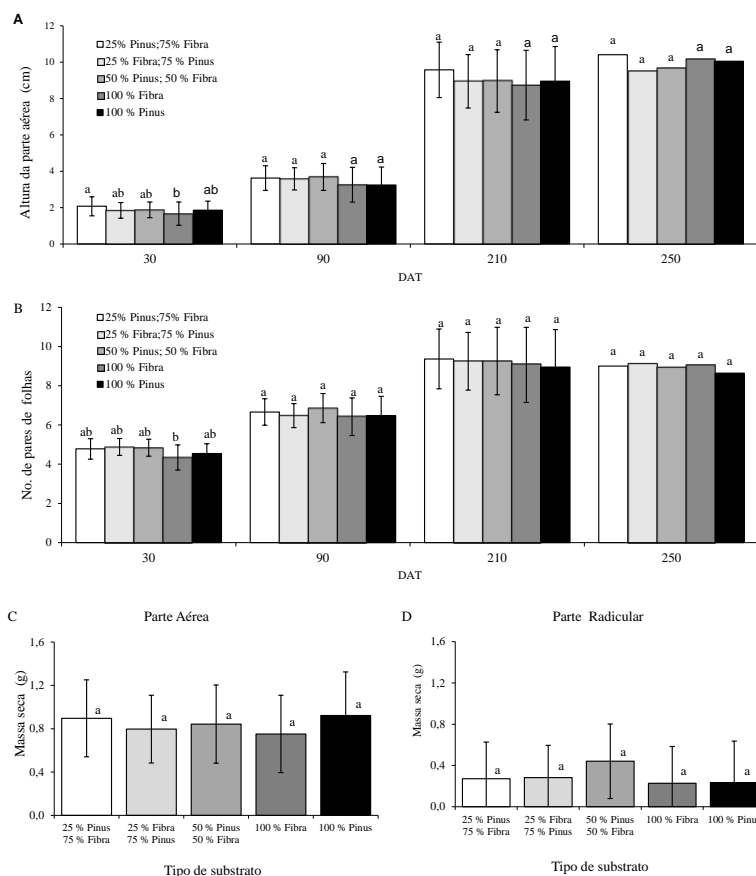 A
Altura da parte aérea (cm)
12
10
8
6
4
2
0
25% Pinus;75% Fibra
25 % Fibra;75 % Pinus
50 % Pinus; 50 % Fibra
100 % Fibra
100 % Pinus
a ab ab b ab
a a a a a
a a a a a
a a a a a
30 90 210 250
DAT
B
No. de pares de folhas
12
10
8
6
4
2
0
25% Pinus;75% Fibra
25 % Fibra;75 % Pinus
50 % Pinus; 50 % Fibra
100 % Fibra
100 % Pinus
ab ab ab b ab
a a a a a
a a a a a
a a a a a
30 90 210 250
DAT
C
Parte Aérea
Massa seca (g)
1,6
1,2
0,8
0,4
0,0
a a a a a
25 % Pinus 25 % Fibra 50 % Pinus 100 % Fibra 100 % Pinus
75 % Fibra 75 % Pinus 50 % Fibra
Tipo de substrato
D
Parte Radicular
Massa seca (g)
1,6
1,2
0,8
0,4
0,0
a a a a a
25 % Pinus 25 % Fibra 50 % Pinus 100 % Fibra 100 % Pinus
75 % Fibra 75 % Pinus 50 % Fibra
Tipo de substrato